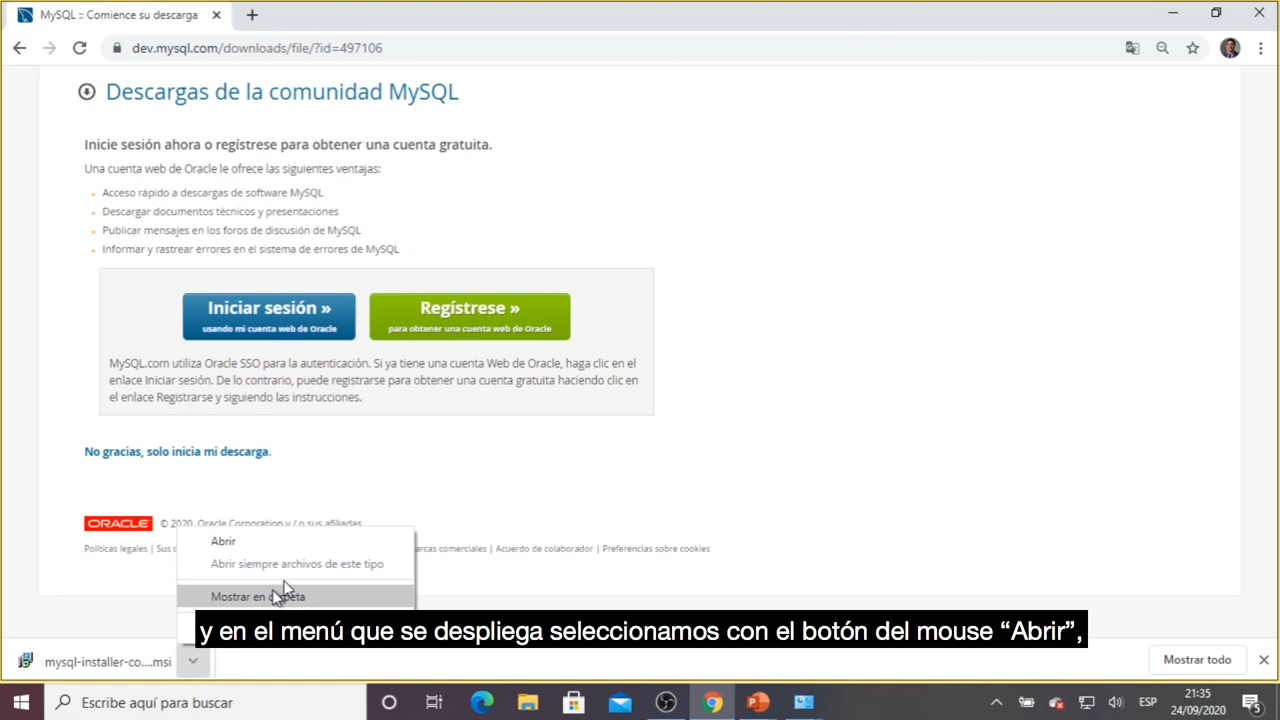 MySQL :: Comience su descarga
dev.mysql.com/downloads/file/?id=497106
Descargas de la comunidad MySQL
Inicie sesión ahora o regístrese para obtener una cuenta gratuita.
Una cuenta web de Oracle le ofrece las siguientes ventajas:
Acceso rápido a descargas de software MySQL
Descargar documentos técnicos y presentaciones
Publicar mensajes en los foros de discusión de MySQL
Informar y rastrear errores en el sistema de errores de MySQL
Iniciar sesión »
usando mi cuenta web de Oracle
Regístrese »
para obtener una cuenta web de Oracle
MySQL.com utiliza Oracle SSO para la autenticación. Si ya tiene una cuenta Web de Oracle, haga clic en el
enlace Iniciar sesión. De lo contrario, puede registrarse para obtener una cuenta gratuita haciendo clic en
el enlace Registrarse y siguiendo las instrucciones.
No gracias, solo inicia mi descarga.
ORACLE © 2020, Oracle Corporation y / o sus afiliadas
Políticas legales | Sus | Acuerdo de colaborador | Preferencias sobre cookies
Abrir
Abrir siempre archivos de este tipo
Mostrar en
y en el menú que se despliega seleccionamos con el botón del mouse “Abrir”,
mysql-installer-co....msi
Mostrar todo
Escribe aquí para buscar
ESP
21:35
24/09/2020
5